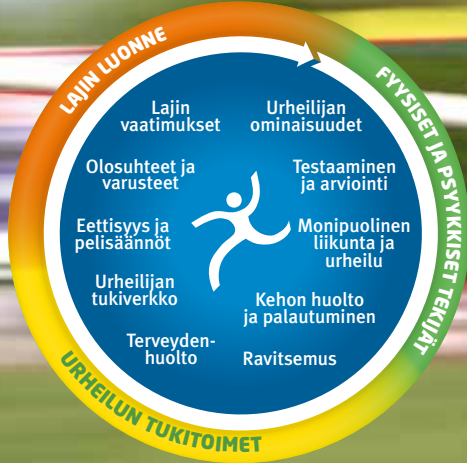 LAJIN LUONNE
FYYSISET JA PSYYKKISET TEKIJÄT
URHEILUN TUKITOIMET
Lajin
vaatimukset
Urheilijan
ominaisuudet
Olosuhteet ja
varusteet
Testaaminen
ja arviointi
Eettisyys ja
pelisäännöt
Monipuolinen
liikunta ja
urheilu
Urheilijan
tukiverkko
Kehon huolto
ja palautuminen
Terveyden-
huolto
Ravitsemus